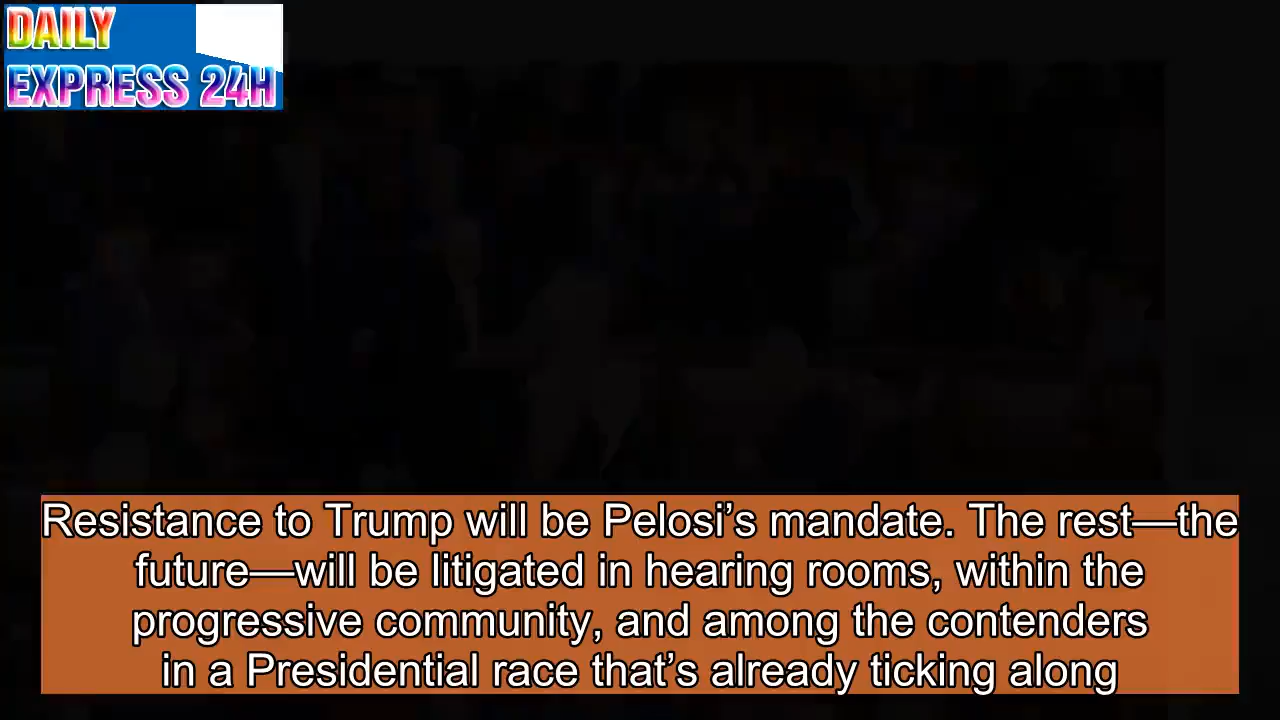 DAILY
EXPRESS 24H
Resistance to Trump will be Pelosi’s mandate. The rest—the
future—will be litigated in hearing rooms, within the
progressive community, and among the contenders
in a Presidential race that’s already ticking along